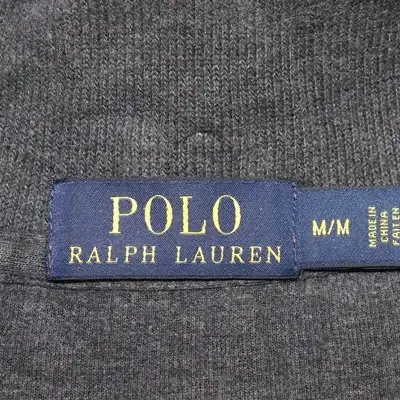 POLO
RALPH LAUREN
M/M
MADE IN
CHINA
FAIT EN